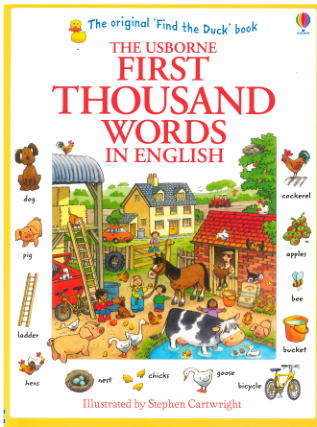 The original 'Find the Duck' book
THE USBORNE
FIRST
THOUSAND
WORDS
IN ENGLISH
dog
cockerel
pig
apples
bee
ladder
bucket
hens
nest
chicks
goose
bicycle
Illustrated by Stephen Cartwright